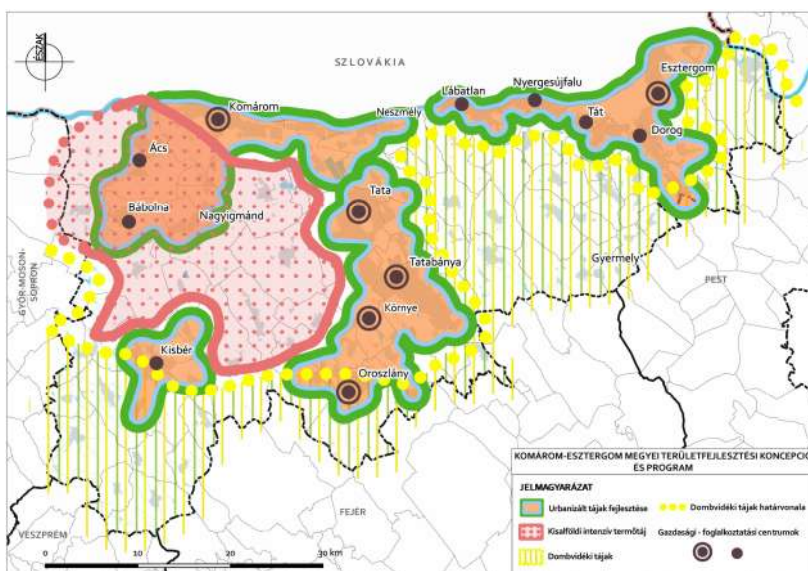 ÉSZAK
SZLOVÁKIA
Esztergom
Lábatlan
Nyergesújfalu
Komárom
Neszmély
Tát
Dorog
Ács
Tata
Bábolna
Nagyigmánd
Gyermely
Tatabánya
PEST
GYŐR-MOSON-
SOPRON
Környe
Kisbér
Oroszlány
FEJÉR
VESZPRÉM
0 10 20 30 km
KOMÁROM-ESZTERGOM MEGYEI TERÜLETFEJLESZTÉSI KONCEPCIÓ
ÉS PROGRAM
JELMAGYARÁZAT
Urbanizált tájak fejlesztése
Dombvidéki tájak határvonala
Kisalföldi intenzív termőtáj
Gazdasági - foglalkoztatási centrumok
Dombvidéki tájak